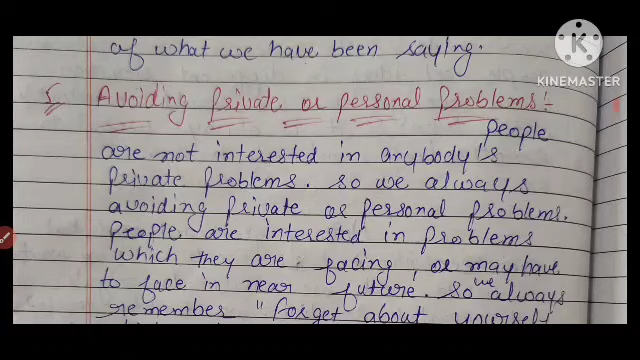 of what we have been saying.
KINEMASTER
5. Avoiding Private or Personal Problems:-
People
are not interested in anybody's
private problems. So we always
avoiding private or personal problems.
People are interested in problems
which they are facing, or may have
to face in near future. So we always
remember "Forget about yourself